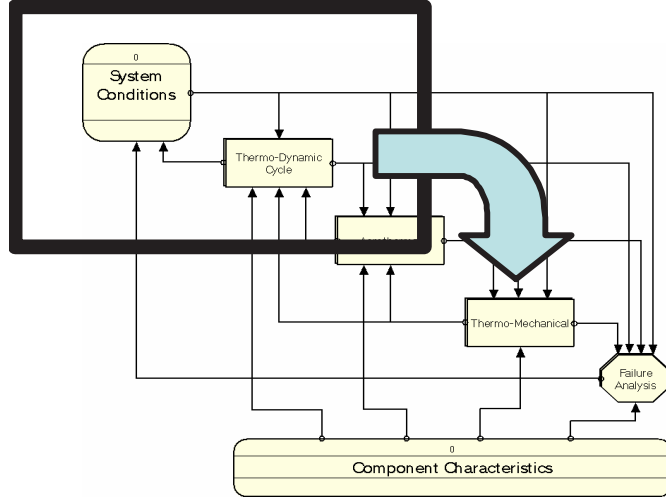 0
System
Conditions
Thermo-Dynamic
Cycle
Thermo-Mechanical
Failure
Analysis
0
Component Characteristics